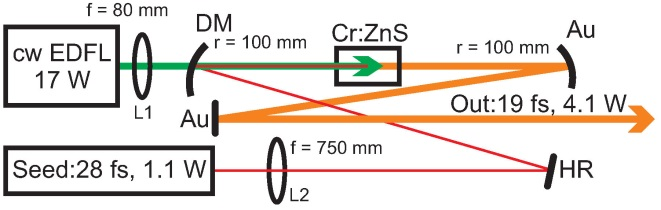 f = 80 mm
DM
Au
cw EDFL
17 W
r = 100 mm
Cr:ZnS
r = 100 mm
L1
Au
Out:19 fs, 4.1 W
Seed:28 fs, 1.1 W
f = 750 mm
HR
L2